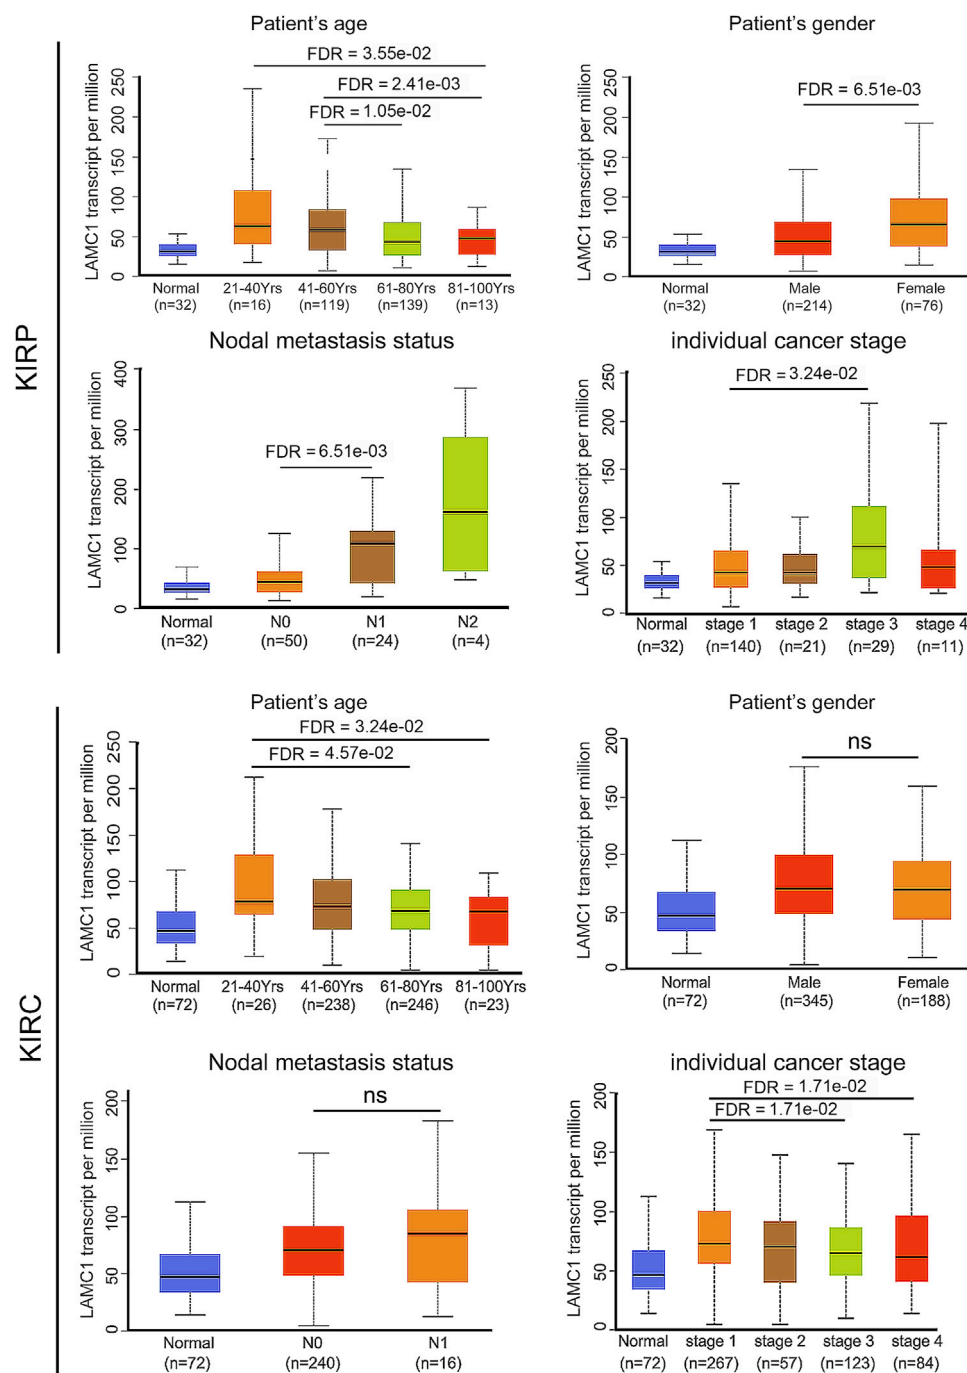 KIRP
Patient's age
FDR = 3.55e-02
FDR = 2.41e-03
FDR = 1.05e-02
LAMC1 transcript per million
250
200
150
100
50
0
Normal 21-40Yrs 41-60Yrs 61-80Yrs 81-100Yrs
(n=32) (n=16) (n=119) (n=139) (n=13)
Patient's gender
FDR = 6.51e-03
LAMC1 transcript per million
250
200
150
100
50
0
Normal Male Female
(n=32) (n=214) (n=76)
Nodal metastasis status
FDR = 6.51e-03
LAMC1 transcript per million
400
300
200
100
0
Normal N0 N1 N2
(n=32) (n=50) (n=24) (n=4)
individual cancer stage
FDR = 3.24e-02
LAMC1 transcript per million
250
200
150
100
50
0
Normal stage 1 stage 2 stage 3 stage 4
(n=32) (n=140) (n=21) (n=29) (n=11)
KIRC
Patient's age
FDR = 3.24e-02
FDR = 4.57e-02
LAMC1 transcript per million
250
200
150
100
50
0
Normal 21-40Yrs 41-60Yrs 61-80Yrs 81-100Yrs
(n=72) (n=26) (n=238) (n=246) (n=23)
Patient's gender
ns
LAMC1 transcript per million
200
150
100
50
0
Normal Male Female
(n=72) (n=345) (n=188)
Nodal metastasis status
ns
LAMC1 transcript per million
200
150
100
50
0
Normal N0 N1
(n=72) (n=240) (n=16)
individual cancer stage
FDR = 1.71e-02
FDR = 1.71e-02
LAMC1 transcript per million
200
150
100
50
0
Normal stage 1 stage 2 stage 3 stage 4
(n=72) (n=267) (n=57) (n=123) (n=84)